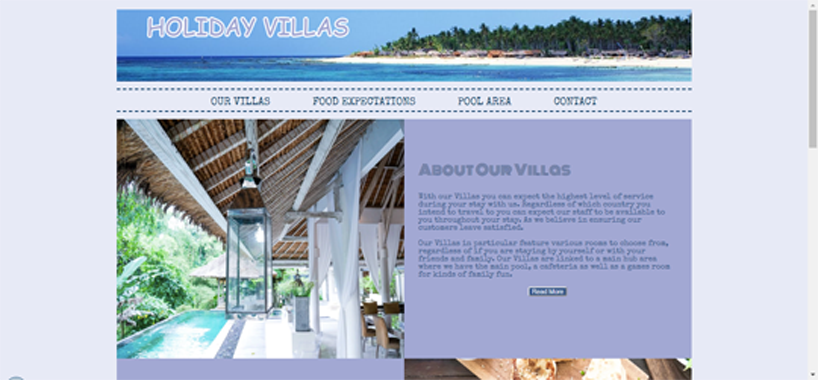 HOLIDAY VILLAS
OUR VILLAS FOOD EXPECTATIONS POOL AREA CONTACT
About Our Villas
With our Villas you can expect the highest level of service
during your stay with us. Regardless of which country you
intend to travel to you can expect our staff to be available to
you throughout your stay. As we believe in ensuring our
customers leave satisfied.
Our Villas in particular feature various rooms to choose from,
regardless of if you are staying by yourself or with your
friends and family. Our Villas are linked to a main hub area
where we have the main pool, a cafeteria as well as a games room
for kinds of family fun.
Read More